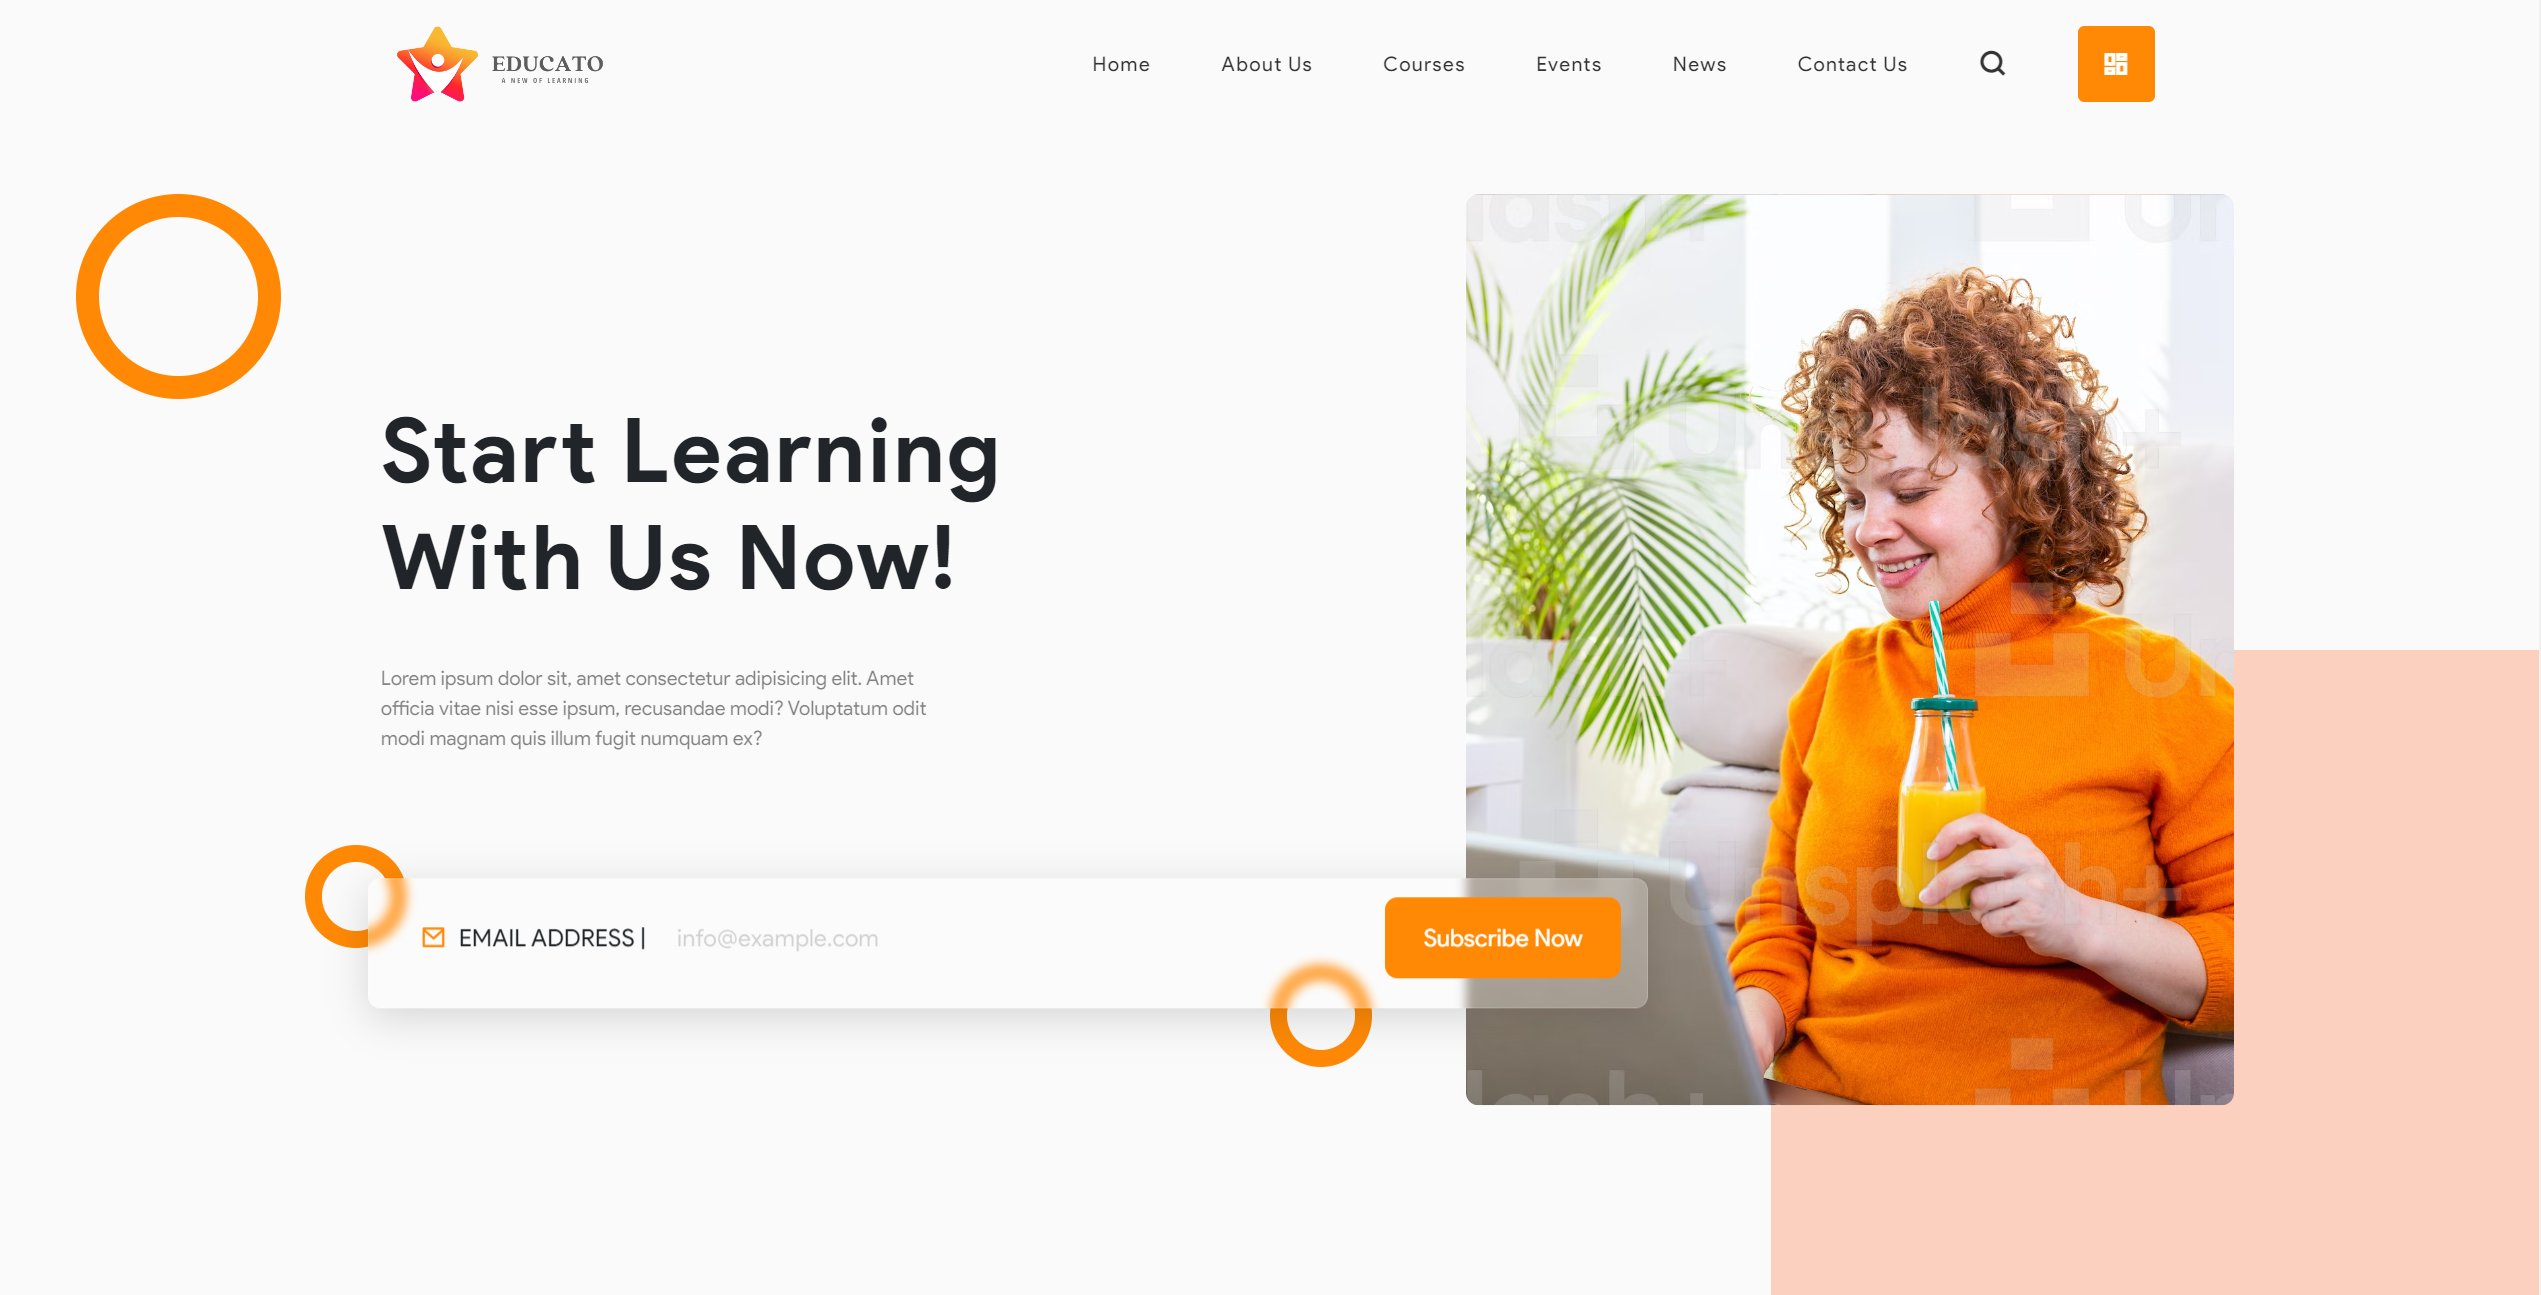 EDUCATO
A NEW OF LEARNING
Home
About Us
Courses
Events
News
Contact Us
Start Learning
With Us Now!
Lorem ipsum dolor sit, amet consectetur adipisicing elit. Amet
officia vitae nisi esse ipsum, recusandae modi? Voluptatum odit
modi magnam quis illum fugit numquam ex?
EMAIL ADDRESS | info@example.com
Subscribe Now
Unsplash+
Unsplash+